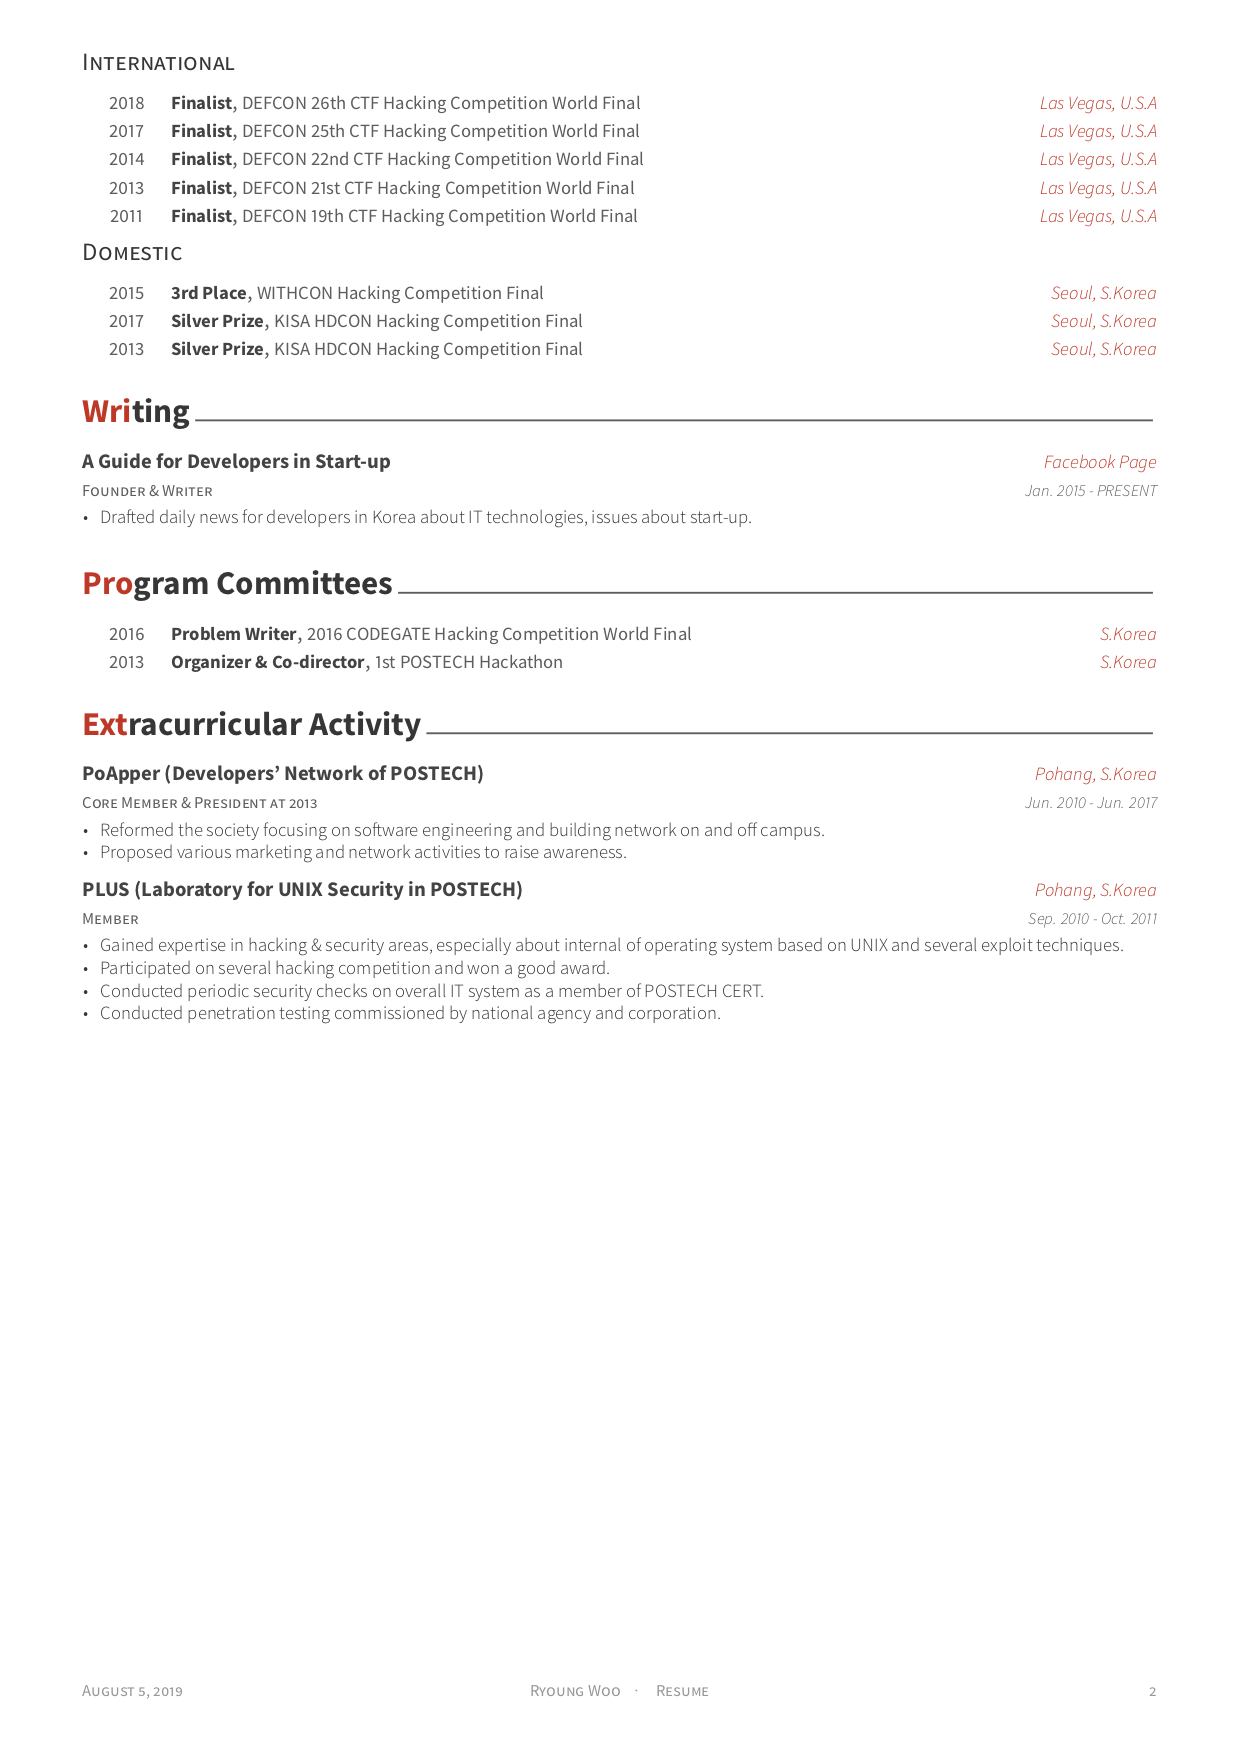 International
2018 Finalist, DEFCON 26th CTF Hacking Competition World Final Las Vegas, U.S.A
2017 Finalist, DEFCON 25th CTF Hacking Competition World Final Las Vegas, U.S.A
2014 Finalist, DEFCON 22nd CTF Hacking Competition World Final Las Vegas, U.S.A
2013 Finalist, DEFCON 21st CTF Hacking Competition World Final Las Vegas, U.S.A
2011 Finalist, DEFCON 19th CTF Hacking Competition World Final Las Vegas, U.S.A
Domestic
2015 3rd Place, WITHCON Hacking Competition Final Seoul, S.Korea
2017 Silver Prize, KISA HDCON Hacking Competition Final Seoul, S.Korea
2013 Silver Prize, KISA HDCON Hacking Competition Final Seoul, S.Korea
Writing
A Guide for Developers in Start-up Facebook Page
Founder & Writer Jan. 2015 - PRESENT
• Drafted daily news for developers in Korea about IT technologies, issues about start-up.
Program Committees
2016 Problem Writer, 2016 CODEGATE Hacking Competition World Final S.Korea
2013 Organizer & Co-director, 1st POSTECH Hackathon S.Korea
Extracurricular Activity
PoApper (Developers’ Network of POSTECH) Pohang, S.Korea
Core Member & President at 2013 Jun. 2010 - Jun. 2017
• Reformed the society focusing on software engineering and building network on and off campus.
• Proposed various marketing and network activities to raise awareness.
PLUS (Laboratory for UNIX Security in POSTECH) Pohang, S.Korea
Member Sep. 2010 - Oct. 2011
• Gained expertise in hacking & security areas, especially about internal of operating system based on UNIX and several exploit techniques.
• Participated on several hacking competition and won a good award.
• Conducted periodic security checks on overall IT system as a member of POSTECH CERT.
• Conducted penetration testing commissioned by national agency and corporation.
August 5, 2019 Ryoung Woo · Resume 2